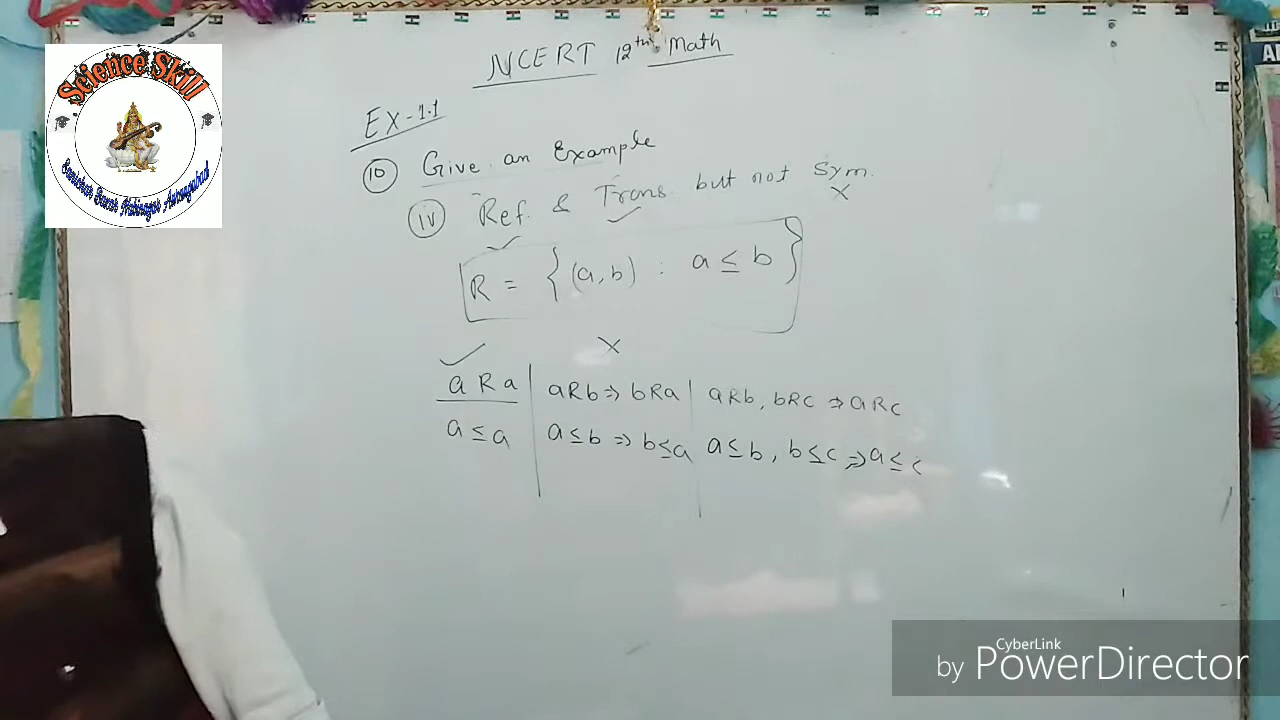 NCERT 12th Math
Science Skill
Ex-1.1
10 Give an Example
iv Ref. & Trans. but not Sym.
R = {(a,b) : a ≤ b}
a R a | aRb ⇒ bRa | aRb, bRc ⇒ aRc
a ≤ a | a ≤ b ⇒ b ≤ a | a ≤ b, b ≤ c ⇒ a ≤ c
CyberLink
by PowerDirector